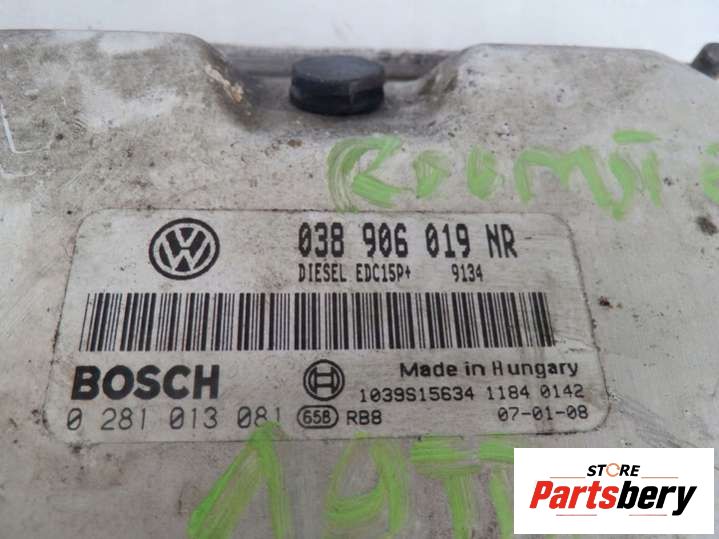 038 906 019 NR
DIESEL EDC15P+ 9134
BOSCH
Made in Hungary
1039S15634 1184 0142
0 281 013 081 65B RB8 07-01-08
STORE
Partsbery